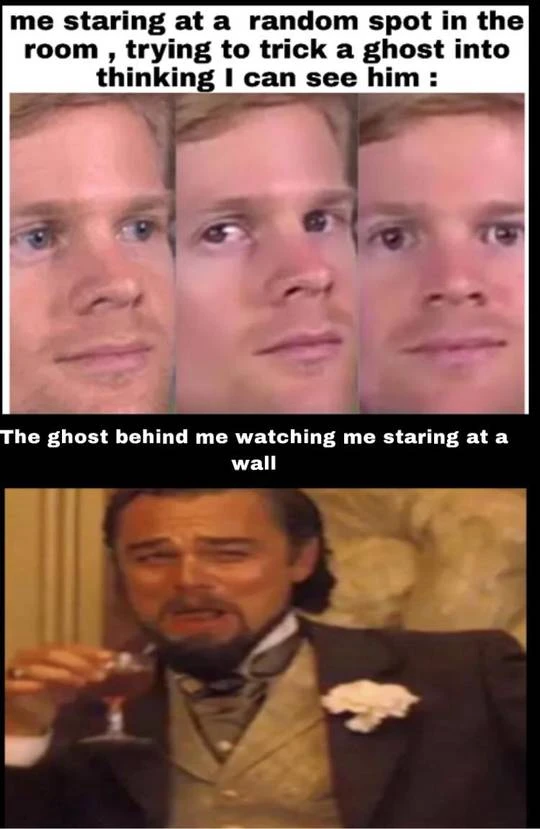 me staring at a random spot in the
room , trying to trick a ghost into
thinking I can see him :
The ghost behind me watching me staring at a
wall